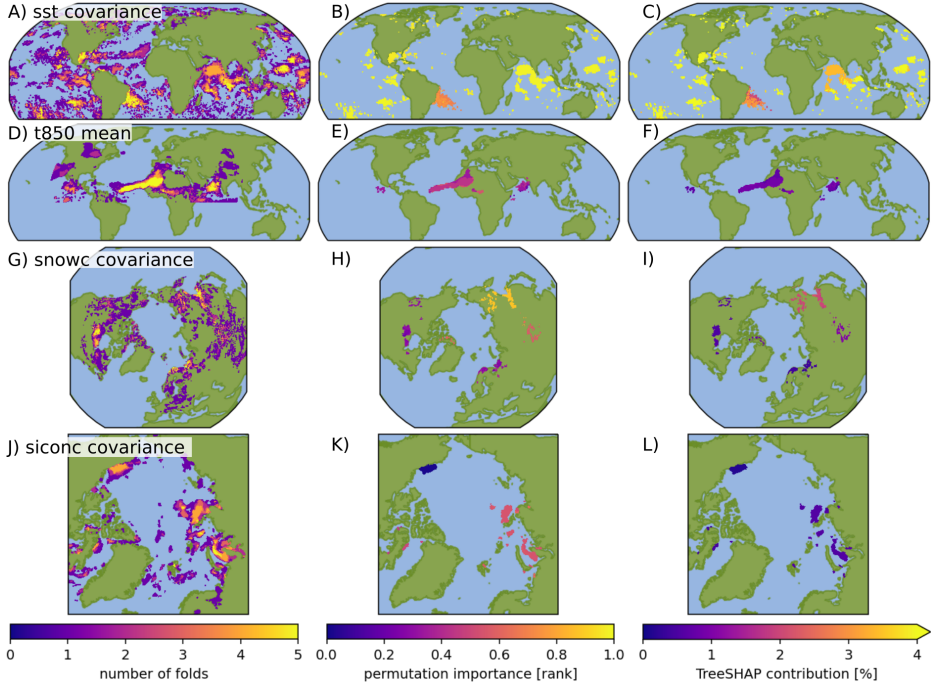 A) sst covariance
B)
C)
D) t850 mean
E)
F)
G) snowc covariance
H)
I)
J) siconc covariance
K)
L)
0 1 2 3 4 5
number of folds
0.0 0.2 0.4 0.6 0.8 1.0
permutation importance [rank]
0 1 2 3 4
TreeSHAP contribution [%]